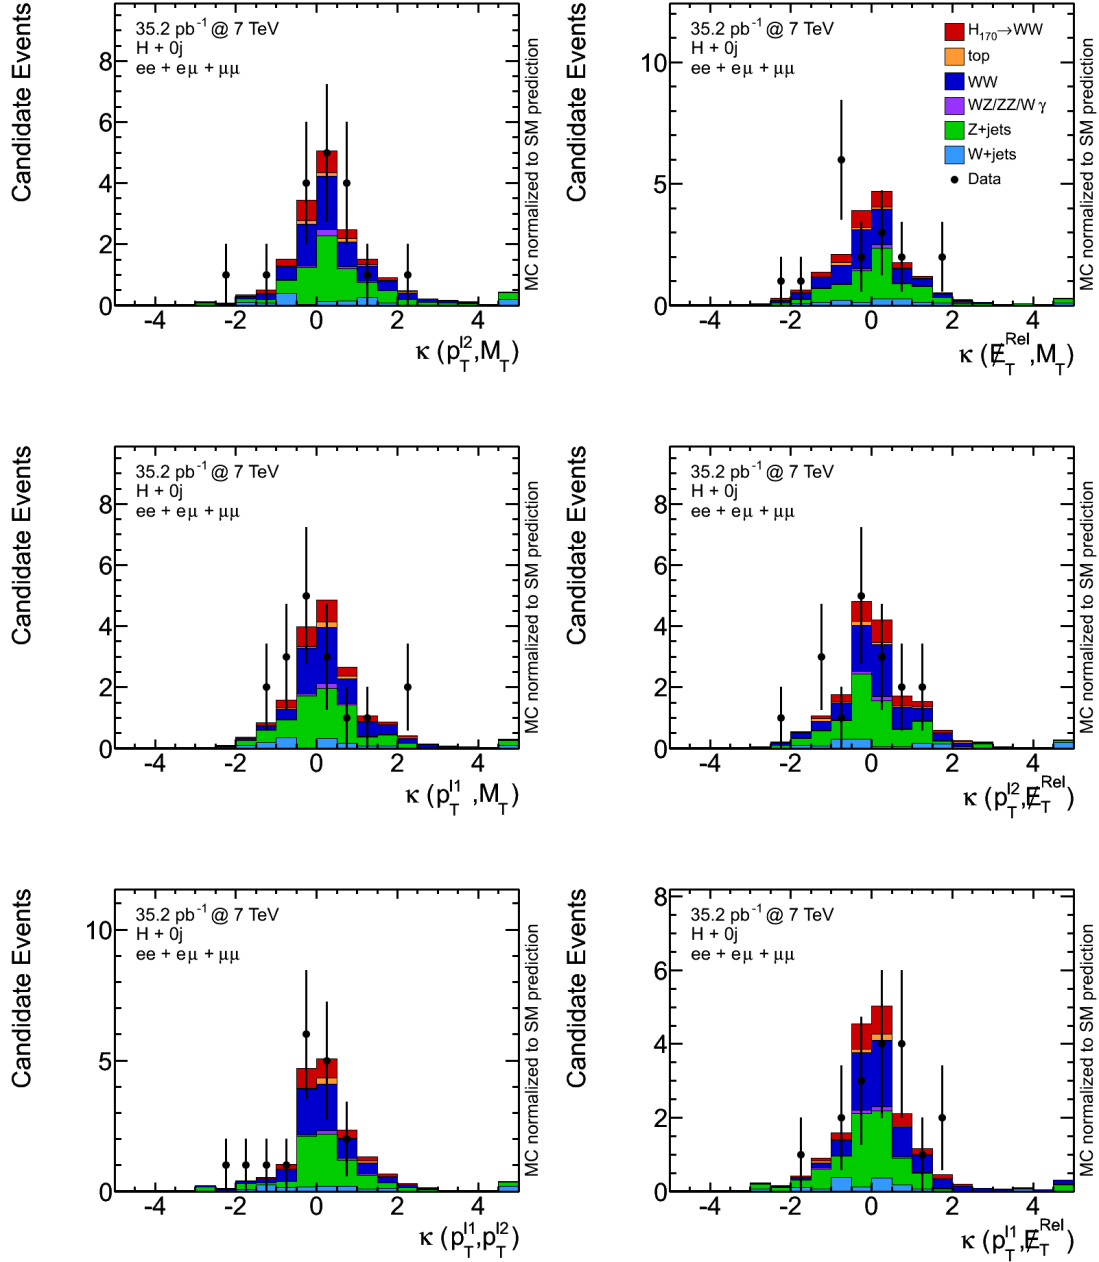 Candidate Events
35.2 pb⁻¹ @ 7 TeV
H + 0j
ee + eμ + μμ
8
6
4
2
0
-4 -2 0 2 4
κ (p_T^l2, M_T)
MC normalized to SM prediction
Candidate Events
35.2 pb⁻¹ @ 7 TeV
H + 0j
ee + eμ + μμ
H₁₇₀→WW
top
WW
WZ/ZZ/Wγ
Z+jets
W+jets
Data
10
5
0
-4 -2 0 2 4
κ (E̸_T^Rel, M_T)
MC normalized to SM prediction
Candidate Events
35.2 pb⁻¹ @ 7 TeV
H + 0j
ee + eμ + μμ
8
6
4
2
0
-4 -2 0 2 4
κ (p_T^l1 ,M_T)
MC normalized to SM prediction
Candidate Events
35.2 pb⁻¹ @ 7 TeV
H + 0j
ee + eμ + μμ
8
6
4
2
0
-4 -2 0 2 4
κ (p_T^l2, E̸_T^Rel)
MC normalized to SM prediction
Candidate Events
35.2 pb⁻¹ @ 7 TeV
H + 0j
ee + eμ + μμ
10
5
0
-4 -2 0 2 4
κ (p_T^l1, p_T^l2)
MC normalized to SM prediction
Candidate Events
35.2 pb⁻¹ @ 7 TeV
H + 0j
ee + eμ + μμ
8
6
4
2
0
-4 -2 0 2 4
κ (p_T^l1, E̸_T^Rel)
MC normalized to SM prediction